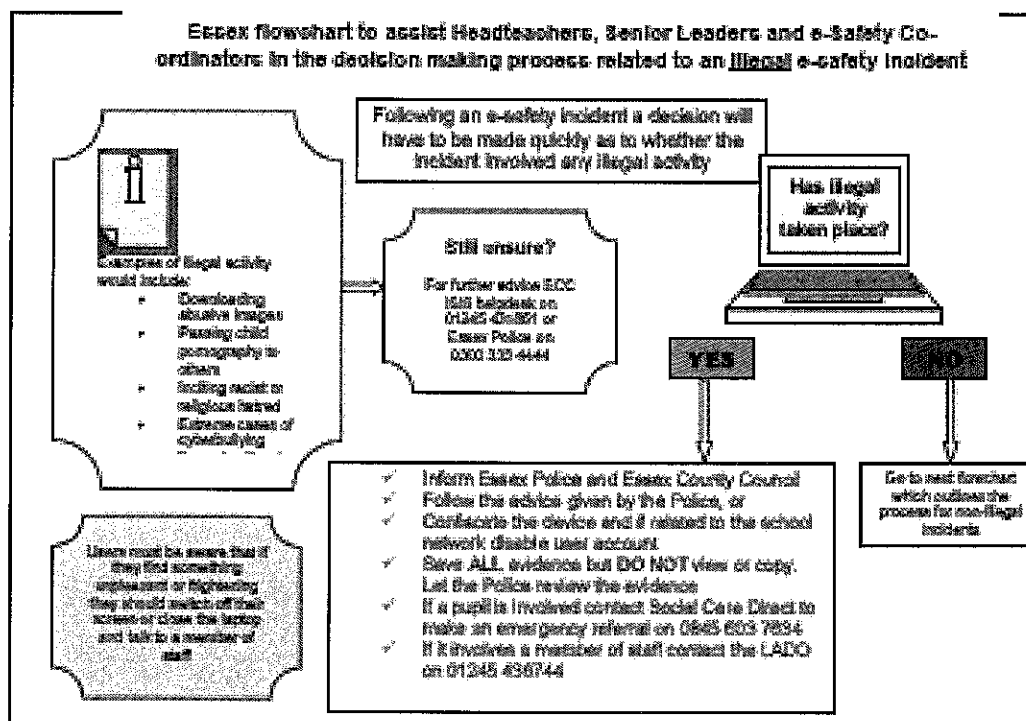 Essex flowchart to assist Headteachers, Senior Leaders and e-Safety Co-
ordinators in the decision making process related to an illegal e-safety incident
Following an e-safety incident a decision will
have to be made quickly as to whether the
incident involved any illegal activity
Has illegal
activity
taken place?
Examples of illegal activity
would include:
Downloading
abusive images
Passing child
pornography to
others
Inciting racist or
religious hatred
Extreme cases of
cyberbullying
Still unsure?
For further advice ECC
helpdesk on
or
Essex Police on
YES
NO
✓ Inform Essex Police and Essex County Council
✓ Follow the advice given by the Police, or
✓ Confiscate the device and if related to the school
network disable user account
✓ Save ALL evidence but DO NOT view or copy.
Let the Police review the evidence
✓ If a pupil is involved contact Social Care Direct to
make an emergency referral on
✓ If it involves a member of staff contact the LADO
on
Go to next flowchart
which outlines the
process for non-illegal
incidents
Users must be aware that if
they find something
unpleasant or frightening
they should switch off their
screen or close the laptop
and talk to a member of
staff